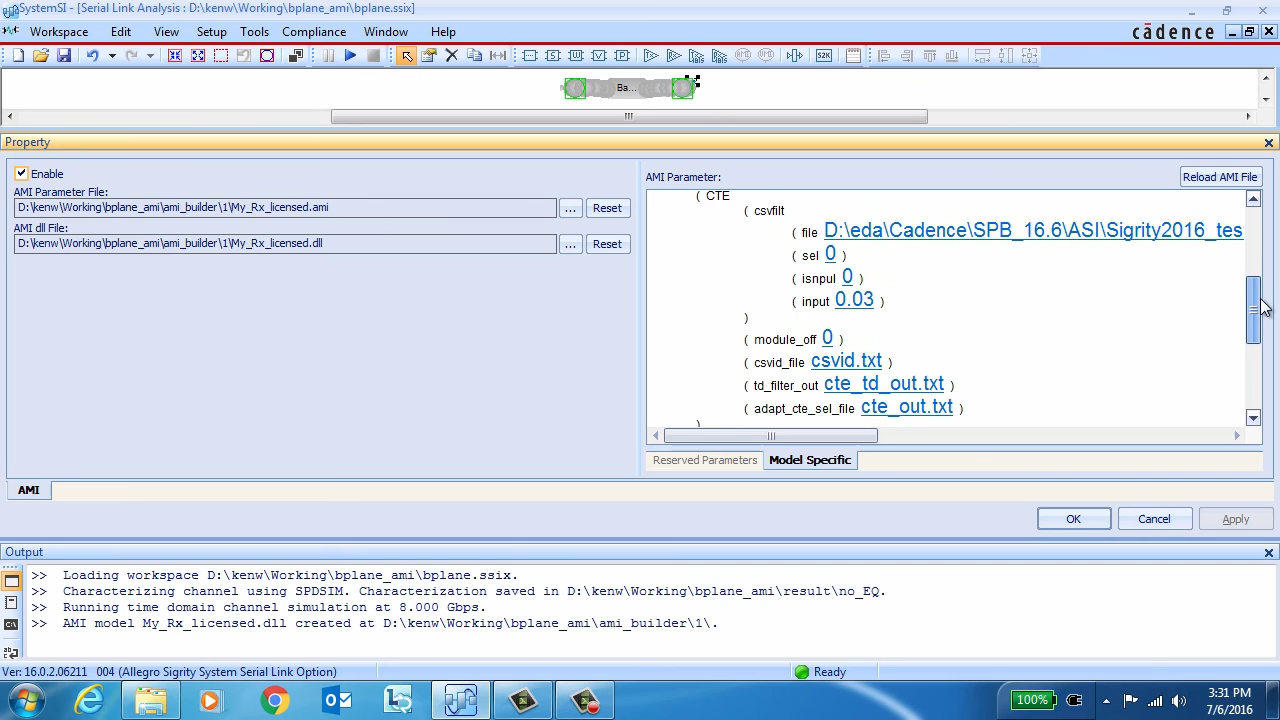 SystemSI - [Serial Link Analysis : D:\kenw\Working\bplane_ami\bplane.ssix]
Workspace Edit View Setup Tools Compliance Window Help
cādence
Ba...
Property
Enable
AMI Parameter File:
D:\kenw\Working\bplane_ami\ami_builder\1\My_Rx_licensed.ami ... Reset
AMI dll File:
D:\kenw\Working\bplane_ami\ami_builder\1\My_Rx_licensed.dll ... Reset
AMI Parameter: Reload AMI File
( CTE
( csvfilt
( file D:\eda\Cadence\SPB_16.6\ASI\Sigrity2016_tes
( sel 0 )
( isnpul 0 )
( input 0.03 )
)
( module_off 0 )
( csvid_file csvid.txt )
( td_filter_out cte_td_out.txt )
( adapt_cte_sel_file cte_out.txt )
)
Reserved Parameters Model Specific
AMI
OK Cancel Apply
Output
>> Loading workspace D:\kenw\Working\bplane_ami\bplane.ssix.
>> Characterizing channel using SPDSIM. Characterization saved in D:\kenw\Working\bplane_ami\result\no_EQ.
>> Running time domain channel simulation at 8.000 Gbps.
>> AMI model My_Rx_licensed.dll created at D:\kenw\Working\bplane_ami\ami_builder\1\.
Ver: 16.0.2.06211 004 (Allegro Sigrity System Serial Link Option) Ready
100% 3:31 PM
7/6/2016